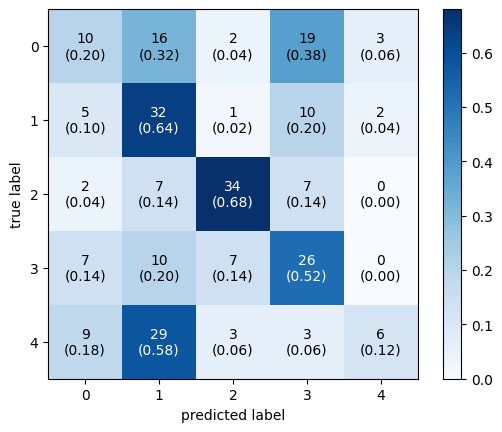 0 10 16 2 19 3
(0.20) (0.32) (0.04) (0.38) (0.06)
1 5 32 1 10 2
(0.10) (0.64) (0.02) (0.20) (0.04)
2 2 7 34 7 0
(0.04) (0.14) (0.68) (0.14) (0.00)
3 7 10 7 26 0
(0.14) (0.20) (0.14) (0.52) (0.00)
4 9 29 3 3 6
(0.18) (0.58) (0.06) (0.06) (0.12)
0 1 2 3 4
predicted label
true label
0.6
0.5
0.4
0.3
0.2
0.1
0.0